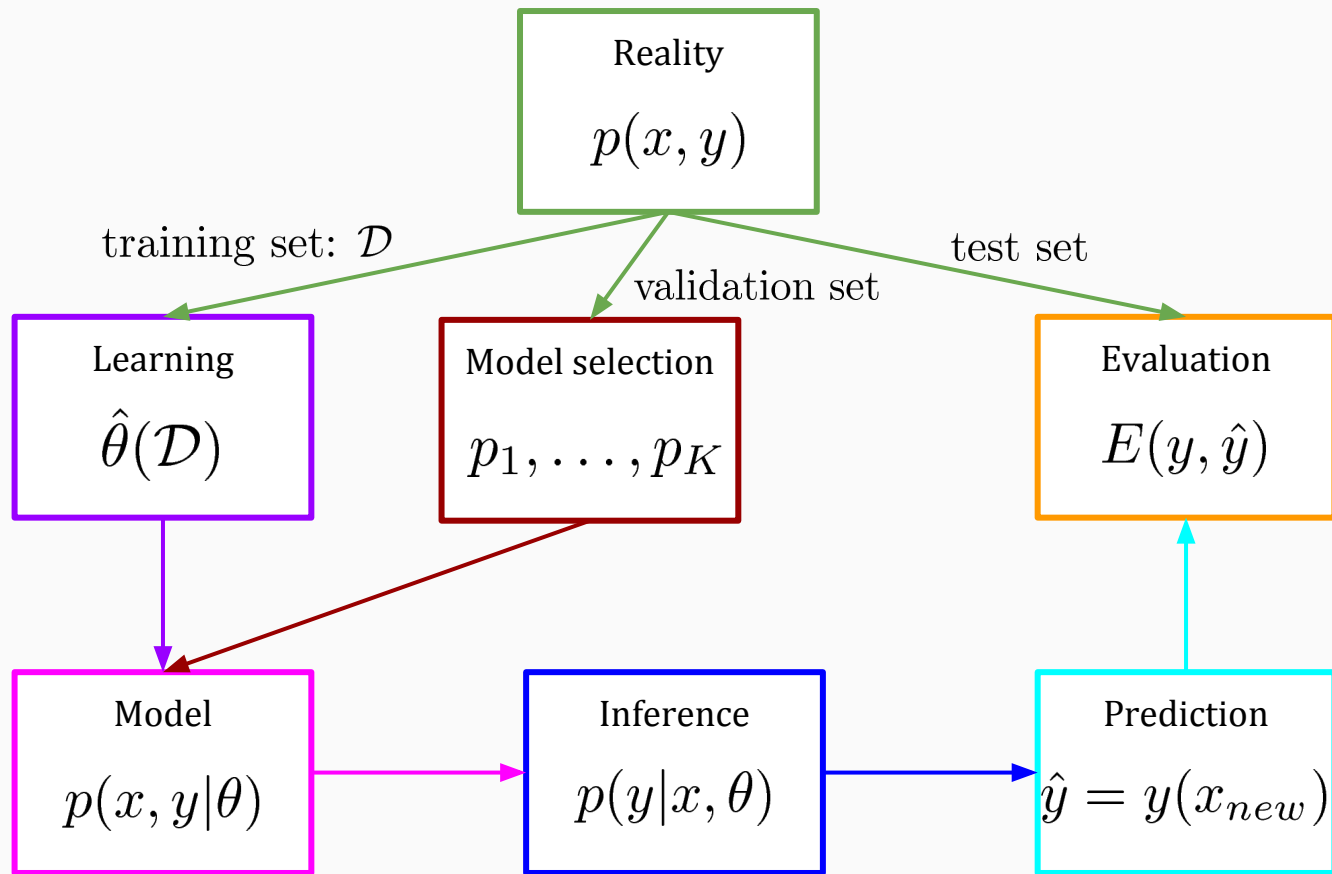 Reality
p(x, y)
training set: 𝒟
test set
validation set
Learning
θ̂(𝒟)
Model selection
p₁, . . . , p_K
Evaluation
E(y, ŷ)
Model
p(x, y|θ)
Inference
p(y|x, θ)
Prediction
ŷ = y(x_new)